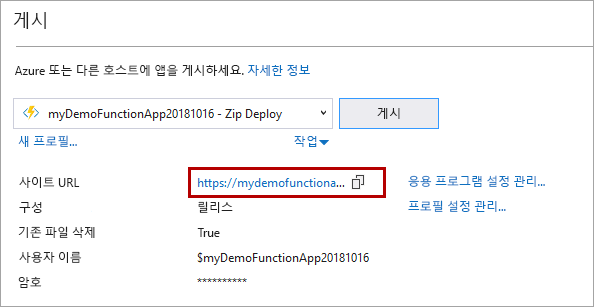 게시
Azure 또는 다른 호스트에 앱을 게시하세요. 자세한 정보
myDemoFunctionApp20181016 - Zip Deploy 게시
새 프로필... 작업
사이트 URL https://mydemofunctiona... 응용 프로그램 설정 관리...
구성 릴리스 프로필 설정 관리...
기존 파일 삭제 True
사용자 이름 $myDemoFunctionApp20181016
암호 **********